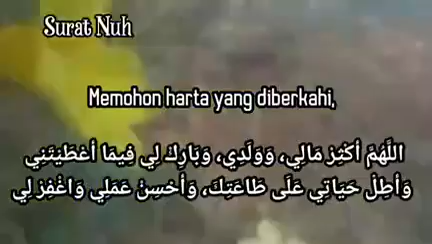 Surat Nuh
Memohon harta yang diberkahi,
اللَّهُمَّ أَكْثِرْ مَالِي، وَوَلَدِي، وَبَارِكْ لِي فِيمَا أَعْطَيْتَنِي
وَأَطِلْ حَيَاتِي عَلَى طَاعَتِكَ، وَأَحْسِنْ عَمَلِي وَاغْفِرْ لِي